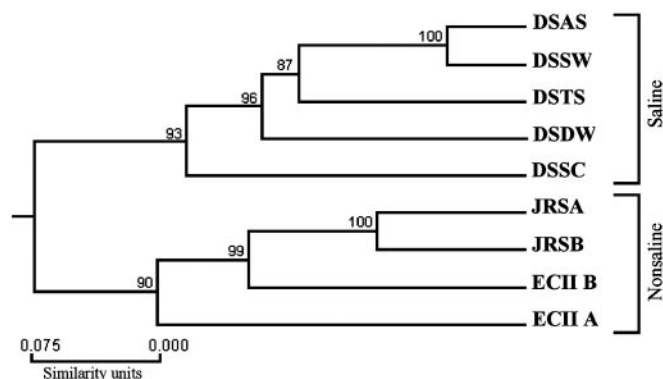 DSAS
100
DSSW
87
DSTS
96
DSDW
93
DSSC
Saline
JRSA
100
JRSB
99
ECII B
90
ECII A
Nonsaline
0.075 0.000
Similarity units